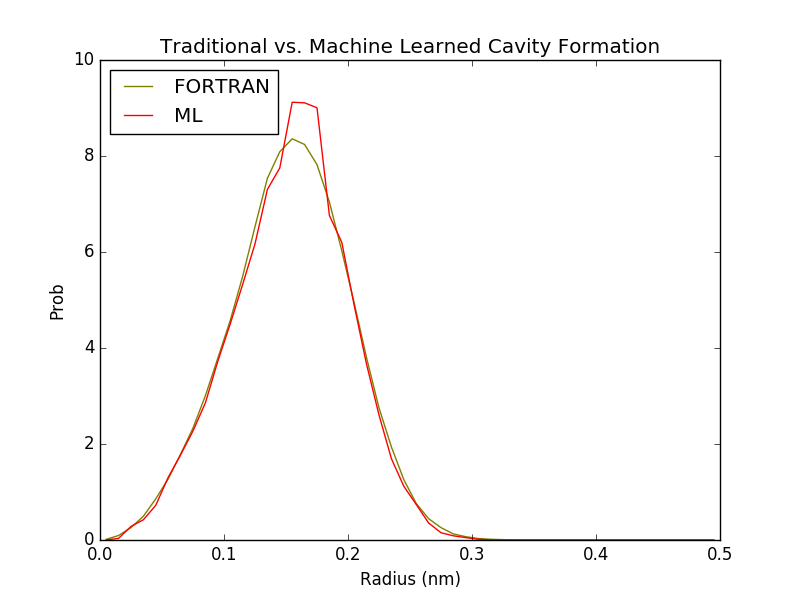 Traditional vs. Machine Learned Cavity Formation
FORTRAN
ML
10
8
6
4
2
0
Prob
0.0 0.1 0.2 0.3 0.4 0.5
Radius (nm)